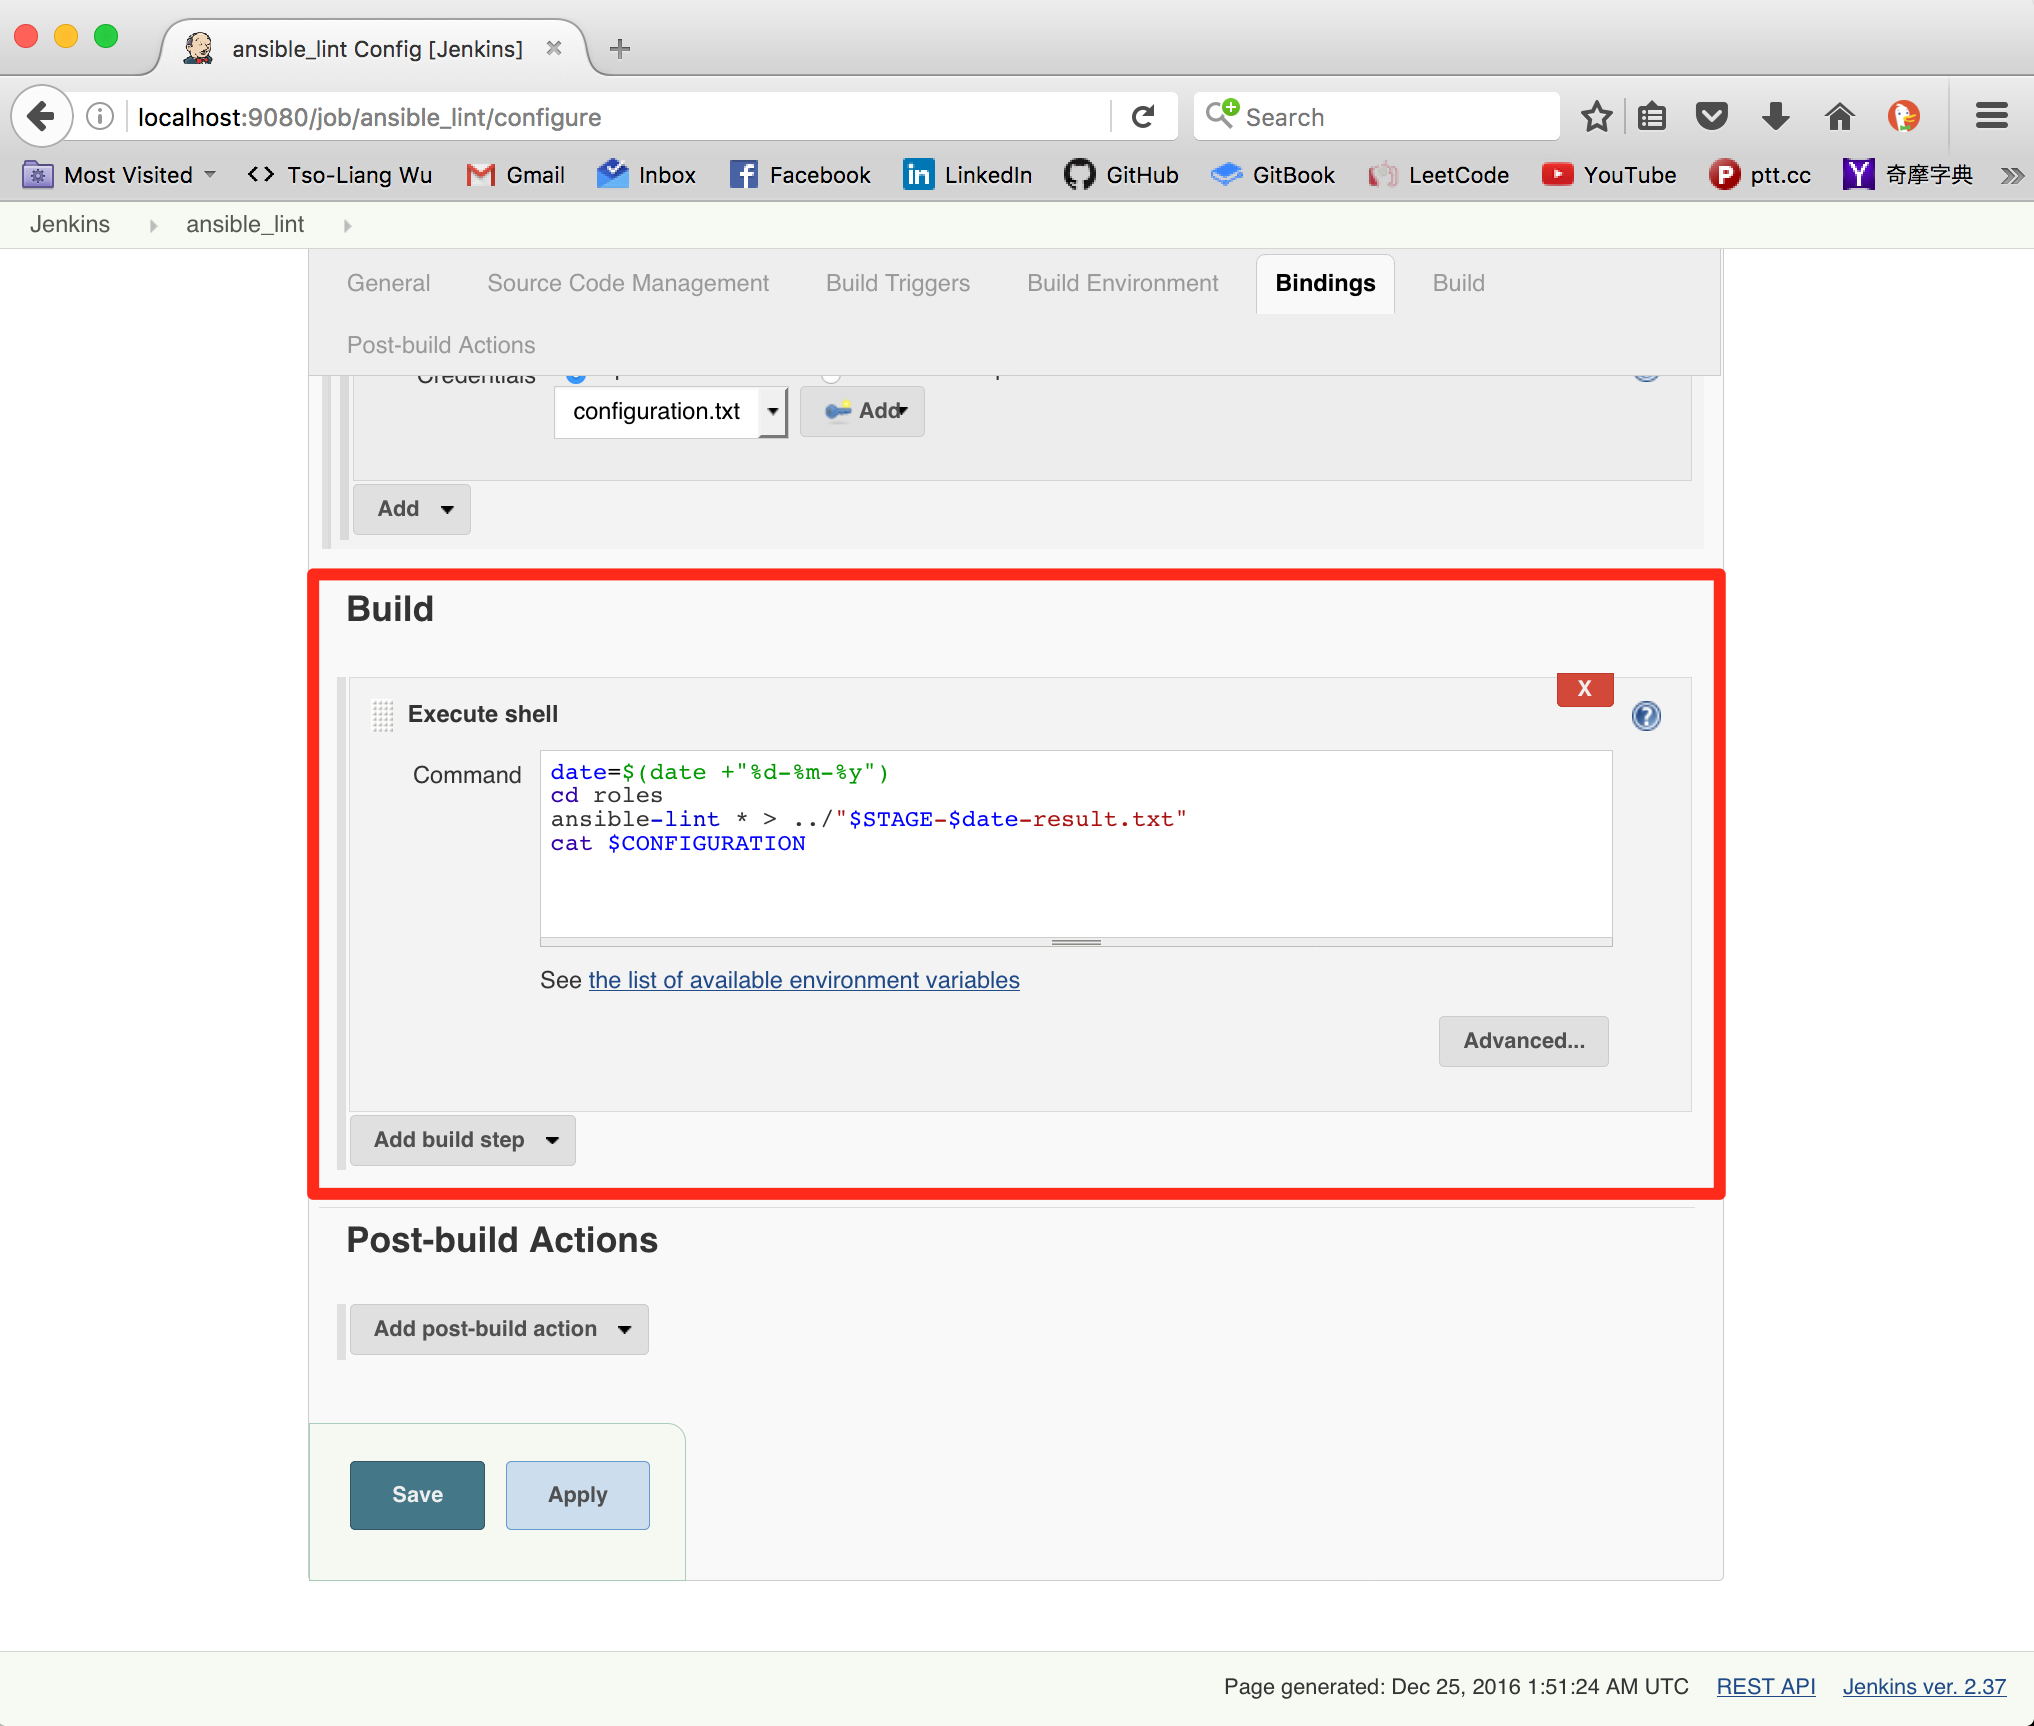 ansible_lint Config [Jenkins]
localhost:9080/job/ansible_lint/configure
Search
Most Visited
Tso-Liang Wu
Gmail
Inbox
Facebook
LinkedIn
GitHub
GitBook
LeetCode
YouTube
ptt.cc
奇摩字典
Jenkins
ansible_lint
General
Source Code Management
Build Triggers
Build Environment
Bindings
Build
Post-build Actions
Credentials
configuration.txt
Add
Add
Build
X
Execute shell
Command
date=$(date +"%d-%m-%y")
cd roles
ansible-lint * > ../"$STAGE-$date-result.txt"
cat $CONFIGURATION
See the list of available environment variables
Advanced...
Add build step
Post-build Actions
Add post-build action
Save
Apply
Page generated: Dec 25, 2016 1:51:24 AM UTC
REST API
Jenkins ver. 2.37